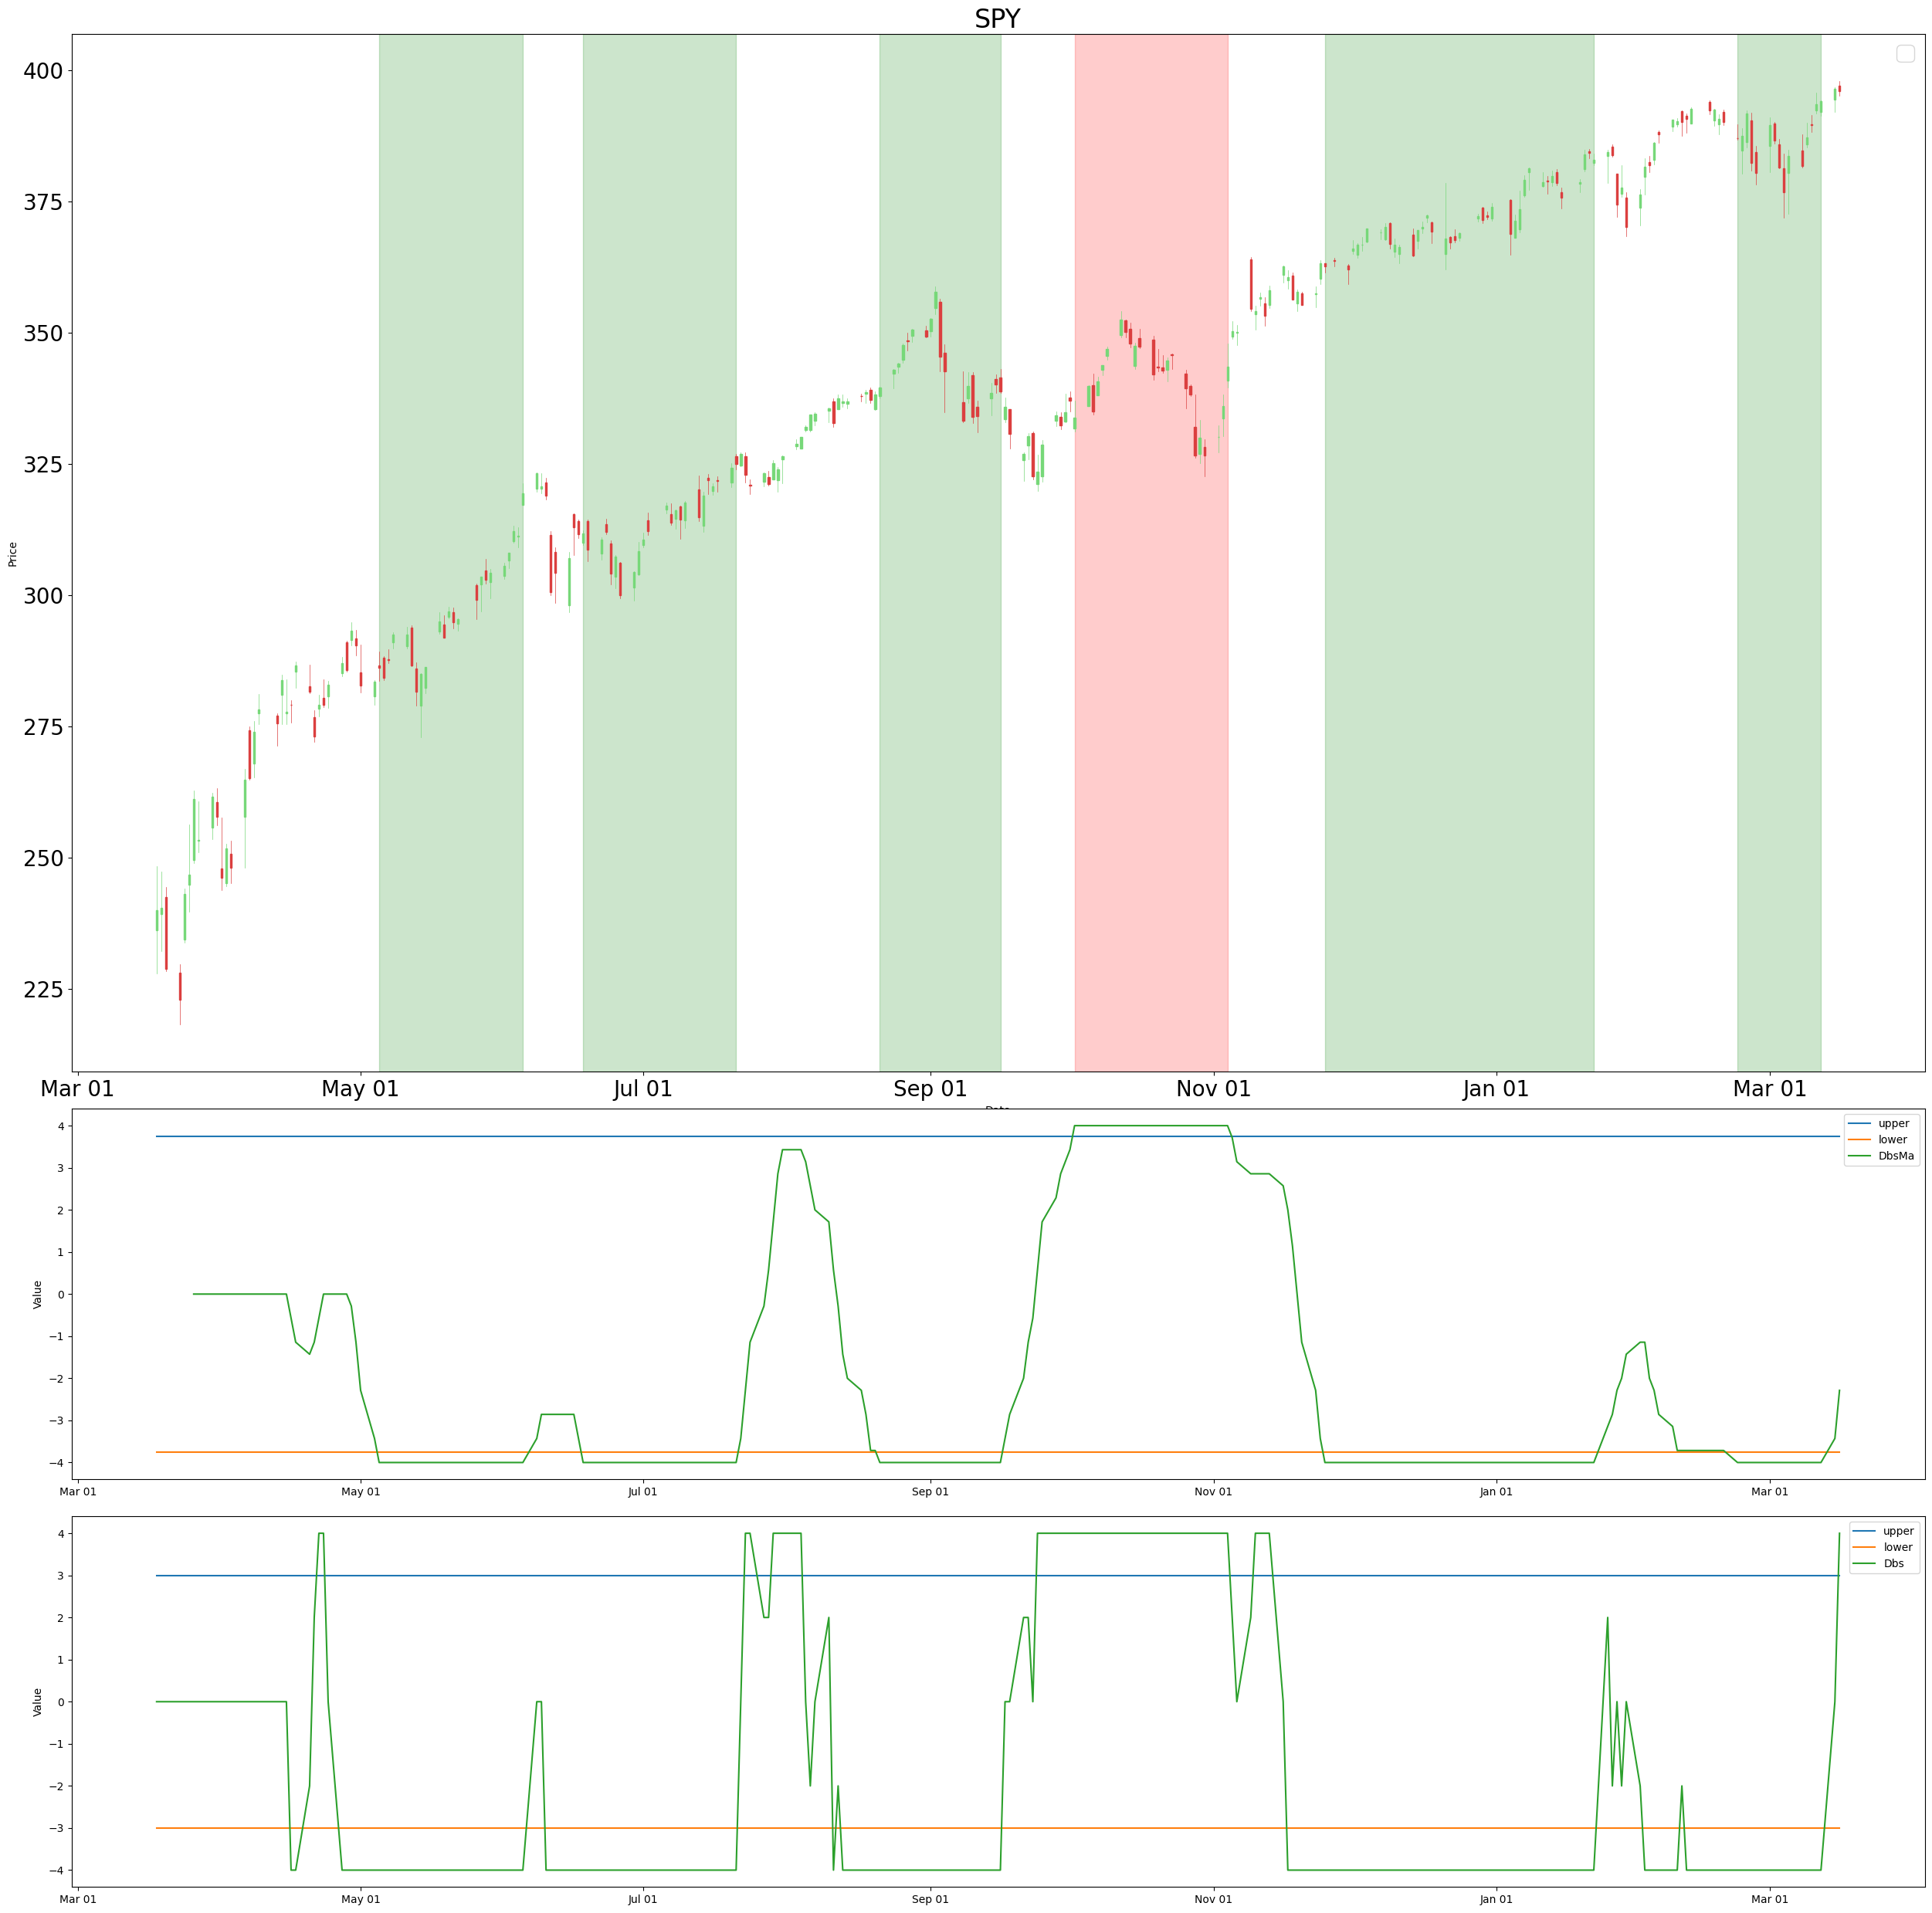 SPY
400
375
350
325
300
275
250
225
Price
Mar 01 May 01 Jul 01 Sep 01 Nov 01 Jan 01 Mar 01
Date
4
3
2
1
0
−1
−2
−3
−4
Value
upper
lower
DbsMa
Mar 01 May 01 Jul 01 Sep 01 Nov 01 Jan 01 Mar 01
4
3
2
1
0
−1
−2
−3
−4
Value
upper
lower
Dbs
Mar 01 May 01 Jul 01 Sep 01 Nov 01 Jan 01 Mar 01